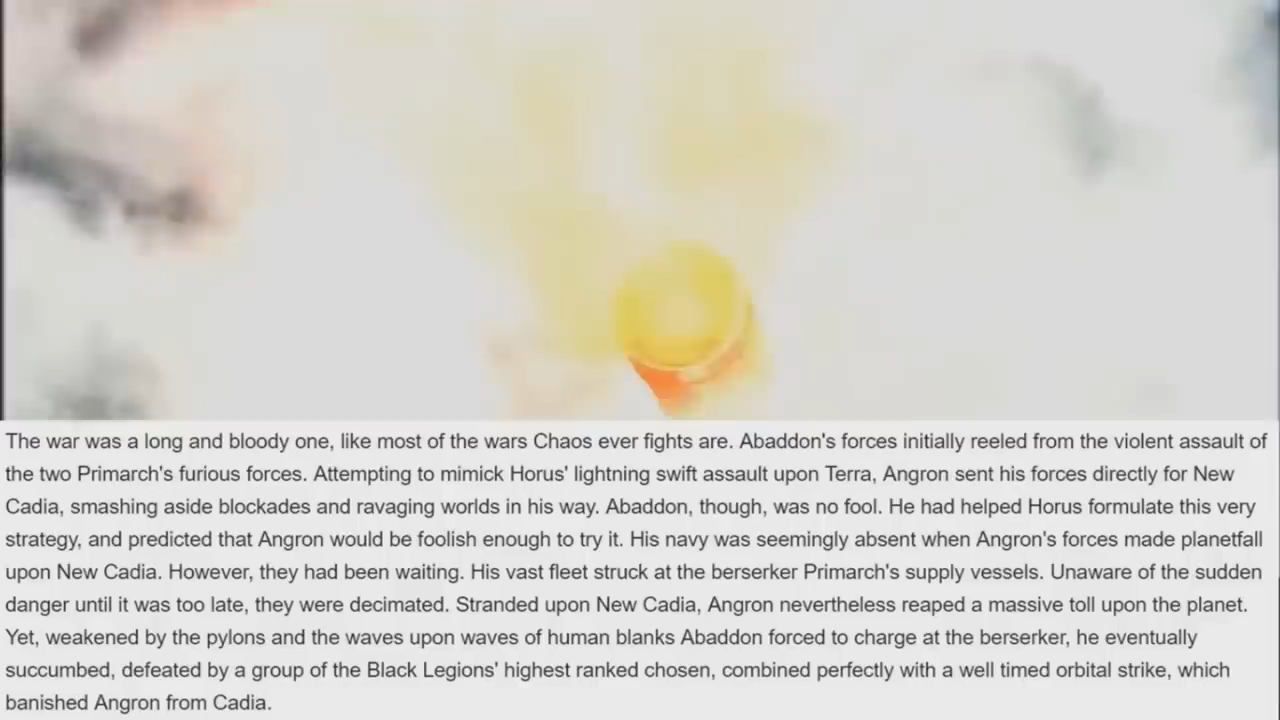 The war was a long and bloody one, like most of the wars Chaos ever fights are. Abaddon's forces initially reeled from the violent assault of
the two Primarch's furious forces. Attempting to mimick Horus' lightning swift assault upon Terra, Angron sent his forces directly for New
Cadia, smashing aside blockades and ravaging worlds in his way. Abaddon, though, was no fool. He had helped Horus formulate this very
strategy, and predicted that Angron would be foolish enough to try it. His navy was seemingly absent when Angron's forces made planetfall
upon New Cadia. However, they had been waiting. His vast fleet struck at the berserker Primarch's supply vessels. Unaware of the sudden
danger until it was too late, they were decimated. Stranded upon New Cadia, Angron nevertheless reaped a massive toll upon the planet.
Yet, weakened by the pylons and the waves upon waves of human blanks Abaddon forced to charge at the berserker, he eventually
succumbed, defeated by a group of the Black Legions' highest ranked chosen, combined perfectly with a well timed orbital strike, which
banished Angron from Cadia.